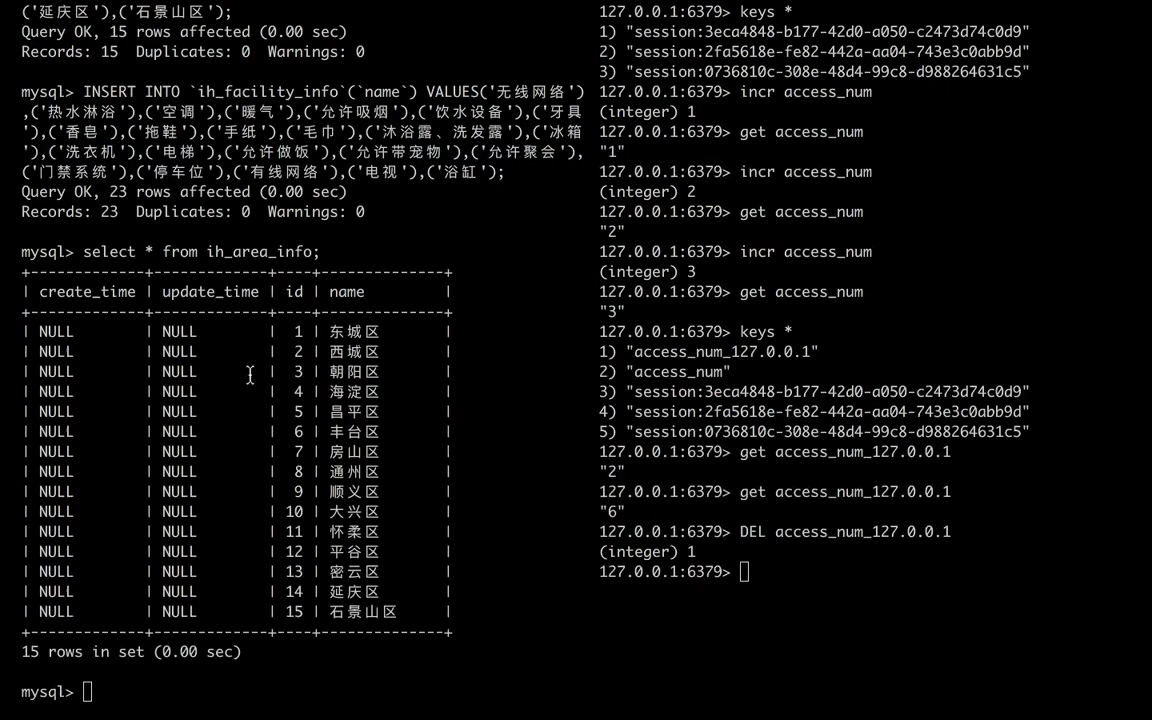 ('延庆区'),('石景山区');
Query OK, 15 rows affected (0.00 sec)
Records: 15  Duplicates: 0  Warnings: 0
mysql> INSERT INTO `ih_facility_info`(`name`) VALUES('无线网络')
,('热水淋浴'),('空调'),('暖气'),('允许吸烟'),('饮水设备'),('牙具
'),('香皂'),('拖鞋'),('手纸'),('毛巾'),('沐浴露、洗发露'),('冰箱
'),('洗衣机'),('电梯'),('允许做饭'),('允许带宠物'),('允许聚会'),
('门禁系统'),('停车位'),('有线网络'),('电视'),('浴缸');
Query OK, 23 rows affected (0.00 sec)
Records: 23  Duplicates: 0  Warnings: 0
mysql> select * from ih_area_info;
+-------------+-------------+----+--------------+
| create_time | update_time | id | name         |
+-------------+-------------+----+--------------+
| NULL        | NULL        |  1 | 东城区       |
| NULL        | NULL        |  2 | 西城区       |
| NULL        | NULL        |  3 | 朝阳区       |
| NULL        | NULL        |  4 | 海淀区       |
| NULL        | NULL        |  5 | 昌平区       |
| NULL        | NULL        |  6 | 丰台区       |
| NULL        | NULL        |  7 | 房山区       |
| NULL        | NULL        |  8 | 通州区       |
| NULL        | NULL        |  9 | 顺义区       |
| NULL        | NULL        | 10 | 大兴区       |
| NULL        | NULL        | 11 | 怀柔区       |
| NULL        | NULL        | 12 | 平谷区       |
| NULL        | NULL        | 13 | 密云区       |
| NULL        | NULL        | 14 | 延庆区       |
| NULL        | NULL        | 15 | 石景山区     |
+-------------+-------------+----+--------------+
15 rows in set (0.00 sec)
mysql>
127.0.0.1:6379> keys *
1) "session:3eca4848-b177-42d0-a050-c2473d74c0d9"
2) "session:2fa5618e-fe82-442a-aa04-743e3c0abb9d"
3) "session:0736810c-308e-48d4-99c8-d988264631c5"
127.0.0.1:6379> incr access_num
(integer) 1
127.0.0.1:6379> get access_num
"1"
127.0.0.1:6379> incr access_num
(integer) 2
127.0.0.1:6379> get access_num
"2"
127.0.0.1:6379> incr access_num
(integer) 3
127.0.0.1:6379> get access_num
"3"
127.0.0.1:6379> keys *
1) "access_num_127.0.0.1"
2) "access_num"
3) "session:3eca4848-b177-42d0-a050-c2473d74c0d9"
4) "session:2fa5618e-fe82-442a-aa04-743e3c0abb9d"
5) "session:0736810c-308e-48d4-99c8-d988264631c5"
127.0.0.1:6379> get access_num_127.0.0.1
"2"
127.0.0.1:6379> get access_num_127.0.0.1
"6"
127.0.0.1:6379> DEL access_num_127.0.0.1
(integer) 1
127.0.0.1:6379>